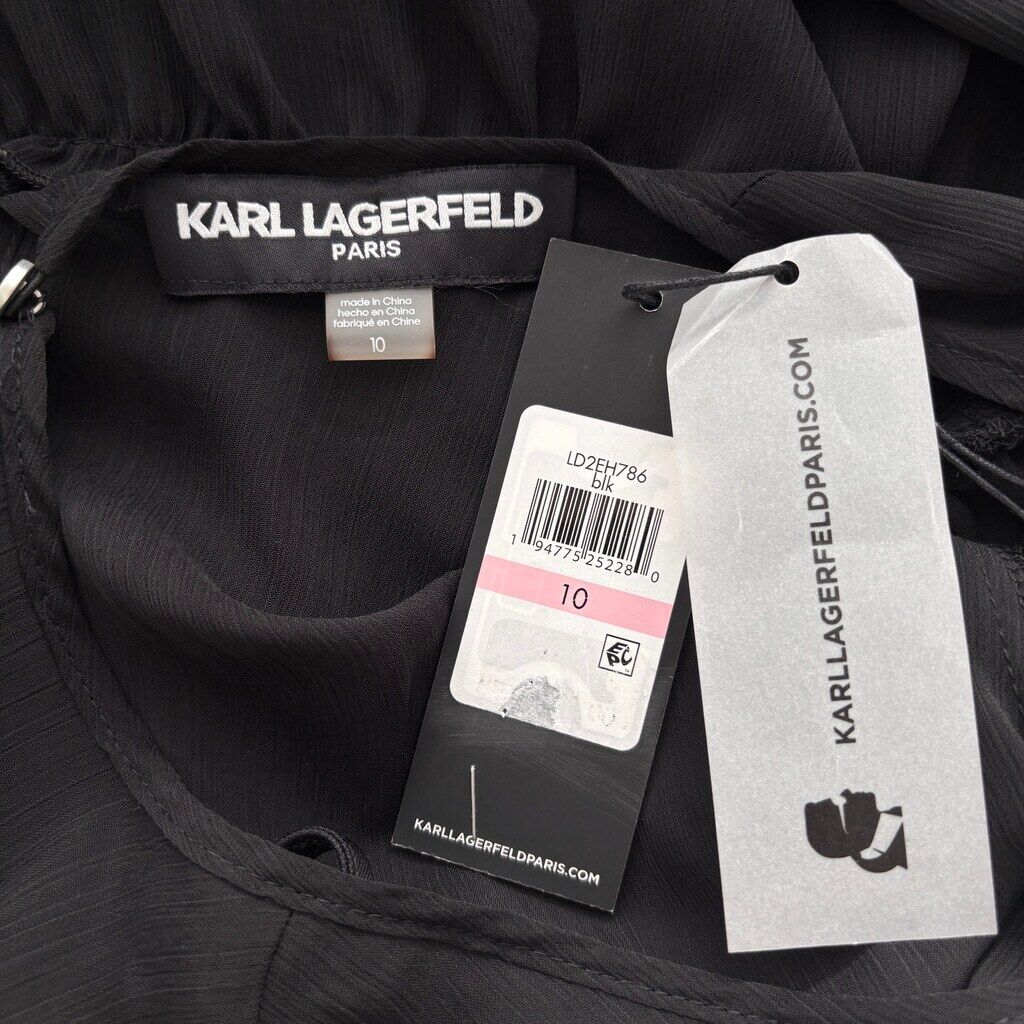 KARL LAGERFELD
PARIS
made in China
hecho en China
fabriqué en Chine
10
LD2EH786
blk
1 94775 25228 0
10
EPC
KARLLAGERFELDPARIS.COM
KARLLAGERFELDPARIS.COM